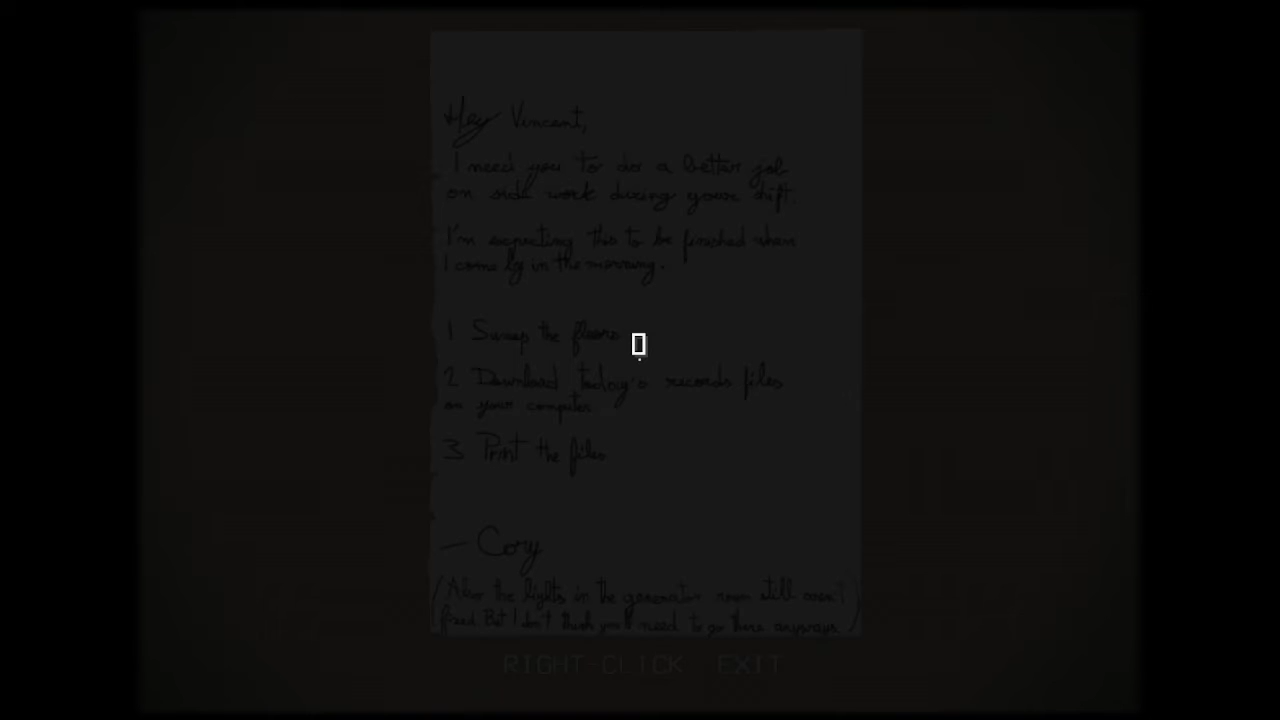 Hey Vincent,
I need you to do a better job
on side work during your shift.
I'm expecting this to be finished when
I come by in the morning.
1 Sweep the floors
2 Download today's records files
on your computer
3 Print the files
— Cory
(Also the lights in the generator room still aren't
fixed. But I don't think you'll need to go there anyways.)
RIGHT-CLICK EXIT